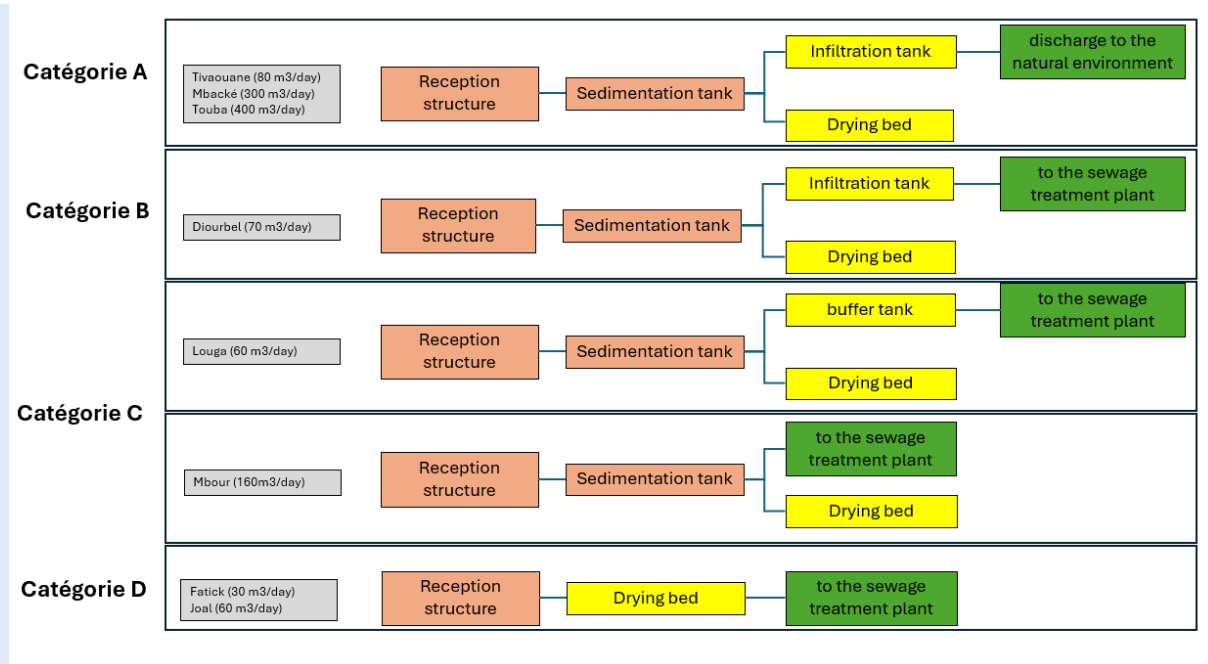 Catégorie A
Tivaouane (80 m3/day)
Mbacké (300 m3/day)
Touba (400 m3/day)
Reception
structure
Sedimentation tank
Infiltration tank
discharge to the
natural environment
Drying bed
Catégorie B
Diourbel (70 m3/day)
Reception
structure
Sedimentation tank
Infiltration tank
to the sewage
treatment plant
Drying bed
Catégorie C
Louga (60 m3/day)
Reception
structure
Sedimentation tank
buffer tank
to the sewage
treatment plant
Drying bed
Mbour (160m3/day)
Reception
structure
Sedimentation tank
to the sewage
treatment plant
Drying bed
Catégorie D
Fatick (30 m3/day)
Joal (60 m3/day)
Reception
structure
Drying bed
to the sewage
treatment plant